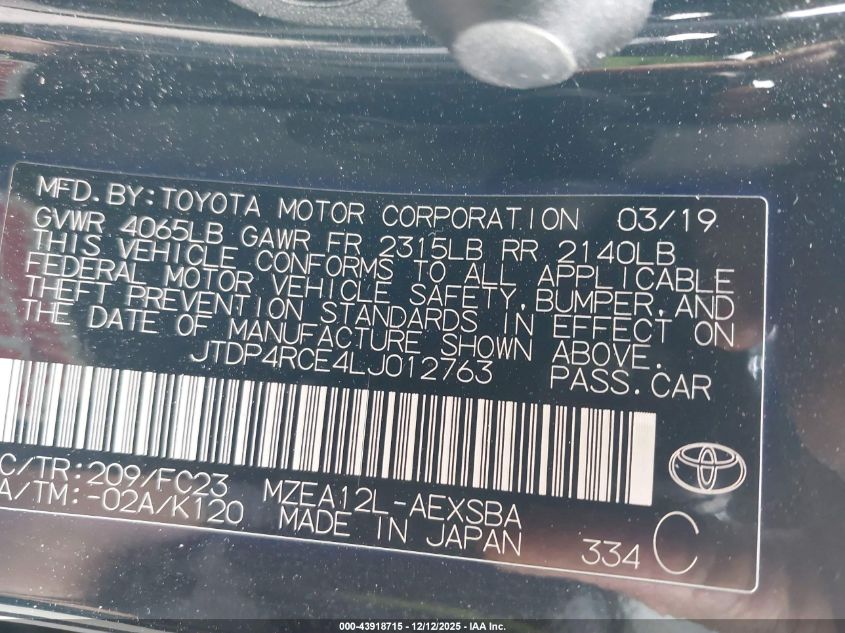 MFD. BY: TOYOTA MOTOR CORPORATION 03/19
GVWR 4065LB GAWR FR 2315LB RR 2140LB
THIS VEHICLE CONFORMS TO ALL APPLICABLE
FEDERAL MOTOR VEHICLE SAFETY, BUMPER, AND
THEFT PREVENTION STANDARDS IN EFFECT ON
THE DATE OF MANUFACTURE SHOWN ABOVE.
JTDP4RCE4LJ012763 PASS. CAR
C/TR: 209/FC23 MZEA12L-AEXSBA
A/TM: -02A/K120 MADE IN JAPAN 334 C
000-43918715 - 12/12/2025 - IAA Inc.